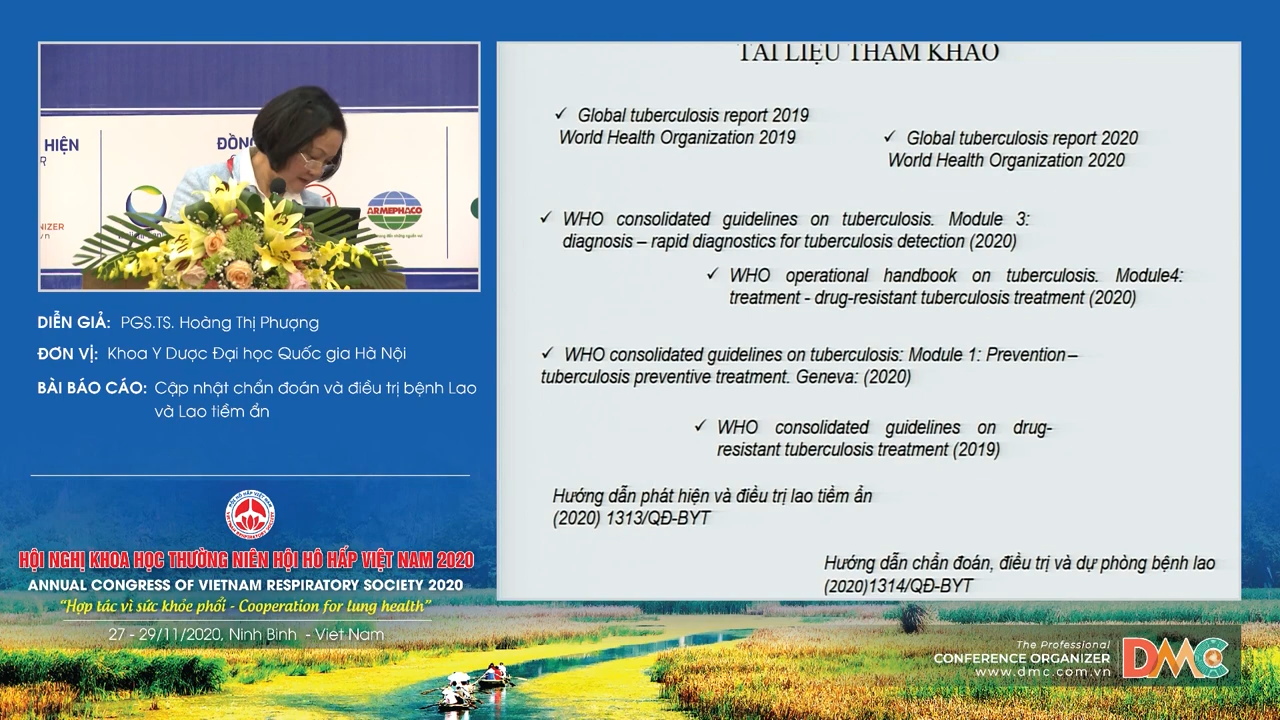 HIỆN
ARMEPHACO
DIỄN GIẢ: PGS.TS. Hoàng Thị Phượng
ĐƠN VỊ: Khoa Y Dược Đại học Quốc gia Hà Nội
BÀI BÁO CÁO: Cập nhật chẩn đoán và điều trị bệnh Lao
và Lao tiềm ẩn
HỘI NGHỊ KHOA HỌC THƯỜNG NIÊN HỘI HÔ HẤP VIỆT NAM 2020
ANNUAL CONGRESS OF VIETNAM RESPIRATORY SOCIETY 2020
“Hợp tác vì sức khỏe phổi - Cooperation for lung health”
27 - 29/11/2020, Ninh Bình - Viet Nam
TÀI LIỆU THAM KHẢO
✓ Global tuberculosis report 2019
World Health Organization 2019
✓ Global tuberculosis report 2020
World Health Organization 2020
✓ WHO consolidated guidelines on tuberculosis. Module 3:
diagnosis – rapid diagnostics for tuberculosis detection (2020)
✓ WHO operational handbook on tuberculosis. Module4:
treatment - drug-resistant tuberculosis treatment (2020)
✓ WHO consolidated guidelines on tuberculosis: Module 1: Prevention –
tuberculosis preventive treatment. Geneva: (2020)
✓ WHO consolidated guidelines on drug-
resistant tuberculosis treatment (2019)
Hướng dẫn phát hiện và điều trị lao tiềm ẩn
(2020) 1313/QĐ-BYT
Hướng dẫn chẩn đoán, điều trị và dự phòng bệnh lao
(2020)1314/QĐ-BYT
The Professional
CONFERENCE ORGANIZER
www.dmc.com.vn
DMC